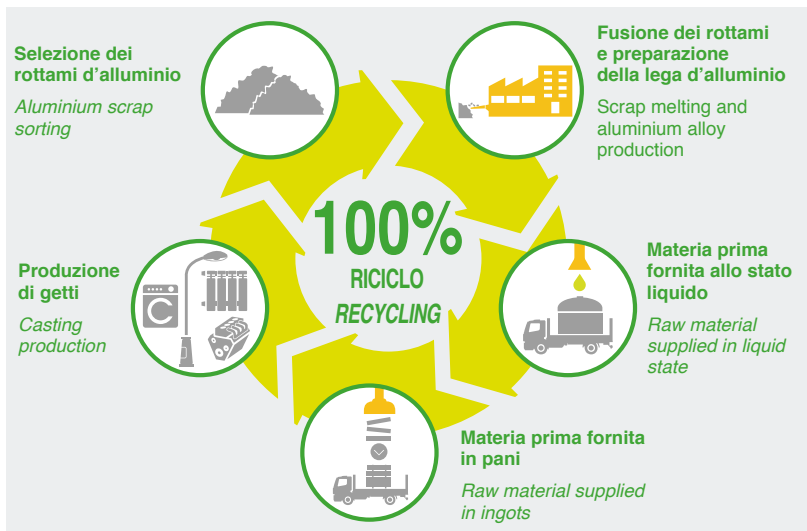 Selezione dei
rottami d'alluminio
Aluminium scrap
sorting
Fusione dei rottami
e preparazione
della lega d'alluminio
Scrap melting and
aluminium alloy
production
100%
RICICLO
RECYCLING
Produzione
di getti
Casting
production
Materia prima
fornita allo stato
liquido
Raw material
supplied in liquid
state
Materia prima fornita
in pani
Raw material supplied
in ingots